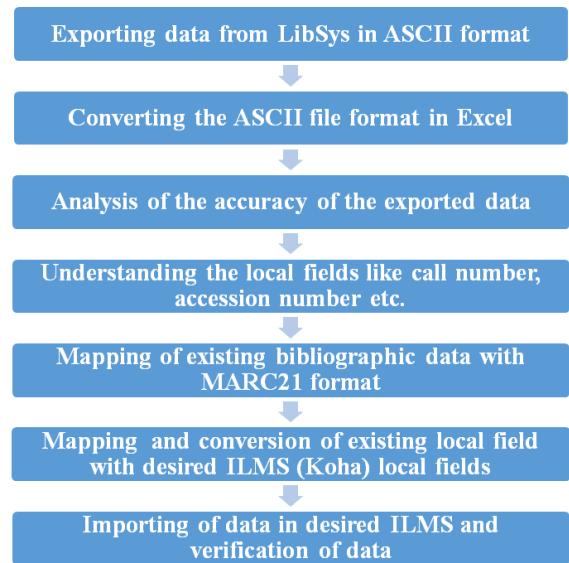 Exporting data from LibSys in ASCII format
Converting the ASCII file format in Excel
Analysis of the accuracy of the exported data
Understanding the local fields like call number,
accession number etc.
Mapping of existing bibliographic data with
MARC21 format
Mapping and conversion of existing local field
with desired ILMS (Koha) local fields
Importing of data in desired ILMS and
verification of data